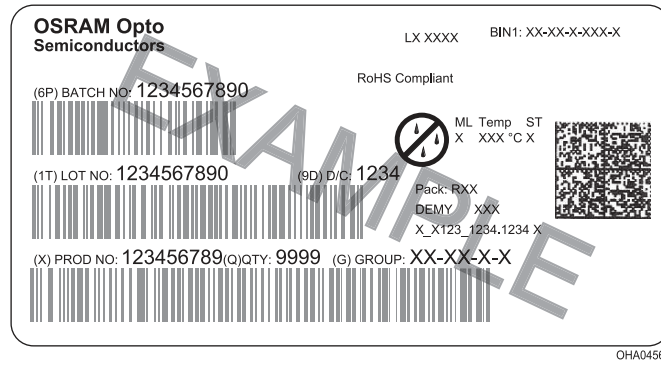 OSRAM Opto
Semiconductors
LX XXXX
BIN1: XX-XX-X-XXX-X
RoHS Compliant
(6P) BATCH NO: 1234567890
ML Temp ST
X XXX °C X
(1T) LOT NO: 1234567890
(9D) D/C: 1234
Pack: RXX
DEMY XXX
X_X123_1234.1234 X
(X) PROD NO: 123456789(Q)QTY: 9999 (G) GROUP: XX-XX-X-X
EXAMPLE
OHA0456